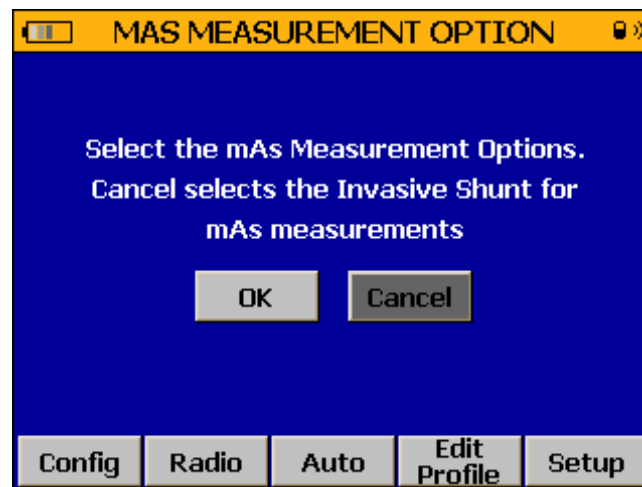 MAS MEASUREMENT OPTION
Select the mAs Measurement Options.
Cancel selects the Invasive Shunt for
mAs measurements
OK Cancel
Config Radio Auto Edit Profile Setup